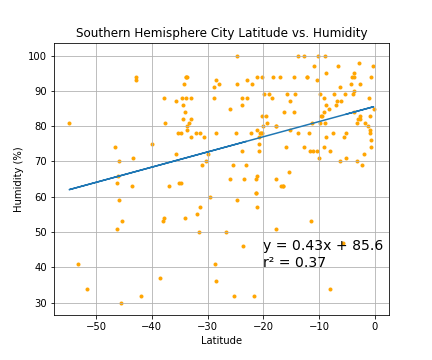 Southern Hemisphere City Latitude vs. Humidity
Humidity (%)
100
90
80
70
60
50
40
30
y = 0.43x + 85.6
r² = 0.37
−50
−40
−30
−20
−10
0
Latitude